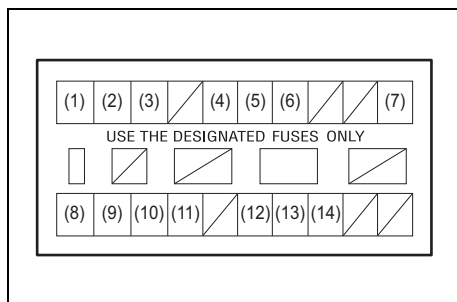 (1) (2) (3) (4) (5) (6) (7)
USE THE DESIGNATED FUSES ONLY
(8) (9) (10) (11) (12) (13) (14)